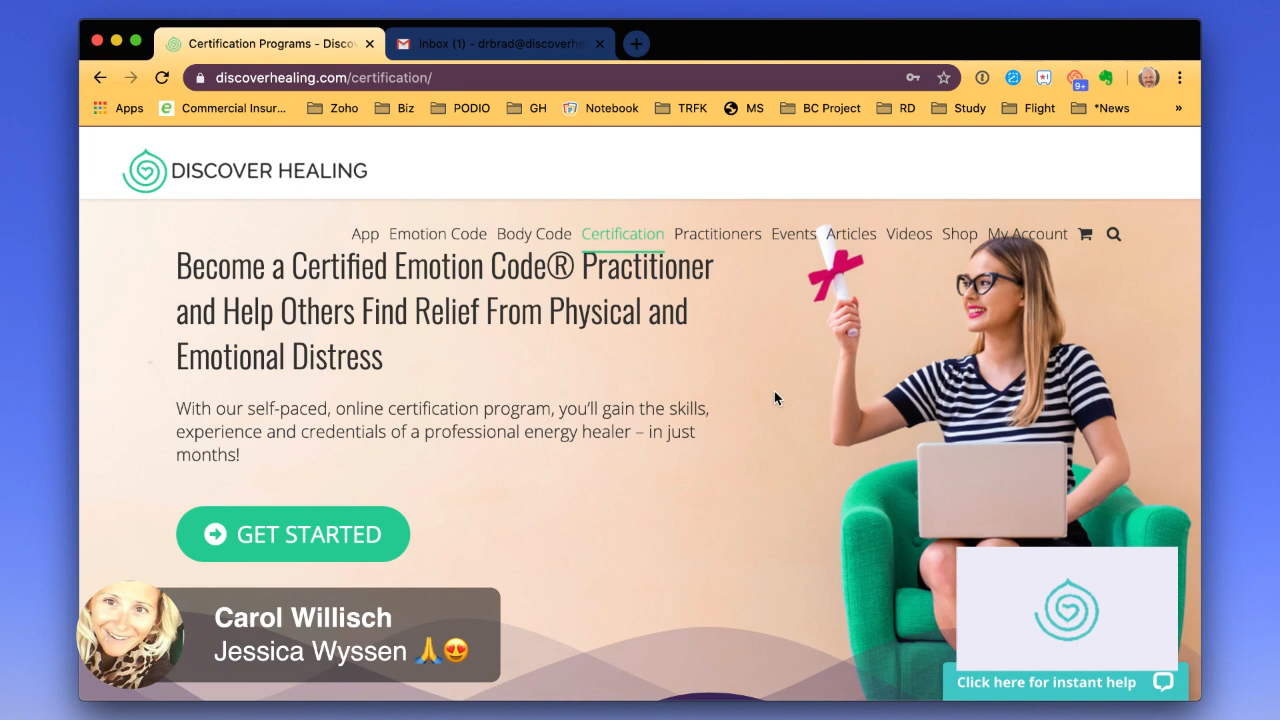 Certification Programs - Disco
Inbox (1) - drbrad@discoverhe
discoverhealing.com/certification/
9+
Apps
Commercial Insur...
Zoho
Biz
PODIO
GH
Notebook
TRFK
MS
BC Project
RD
Study
Flight
*News
»
DISCOVER HEALING
App Emotion Code Body Code Certification Practitioners Events Articles Videos Shop My Account
Become a Certified Emotion Code® Practitioner
and Help Others Find Relief From Physical and
Emotional Distress
With our self-paced, online certification program, you’ll gain the skills,
experience and credentials of a professional energy healer – in just
months!
GET STARTED
Carol Willisch
Jessica Wyssen 🙏😍
Click here for instant help